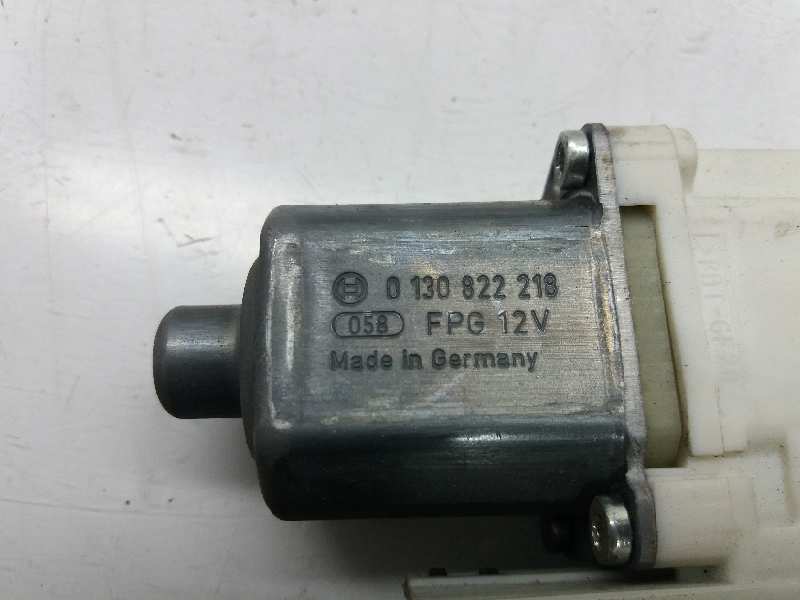 0 130 822 218
058 FPG 12V
Made in Germany